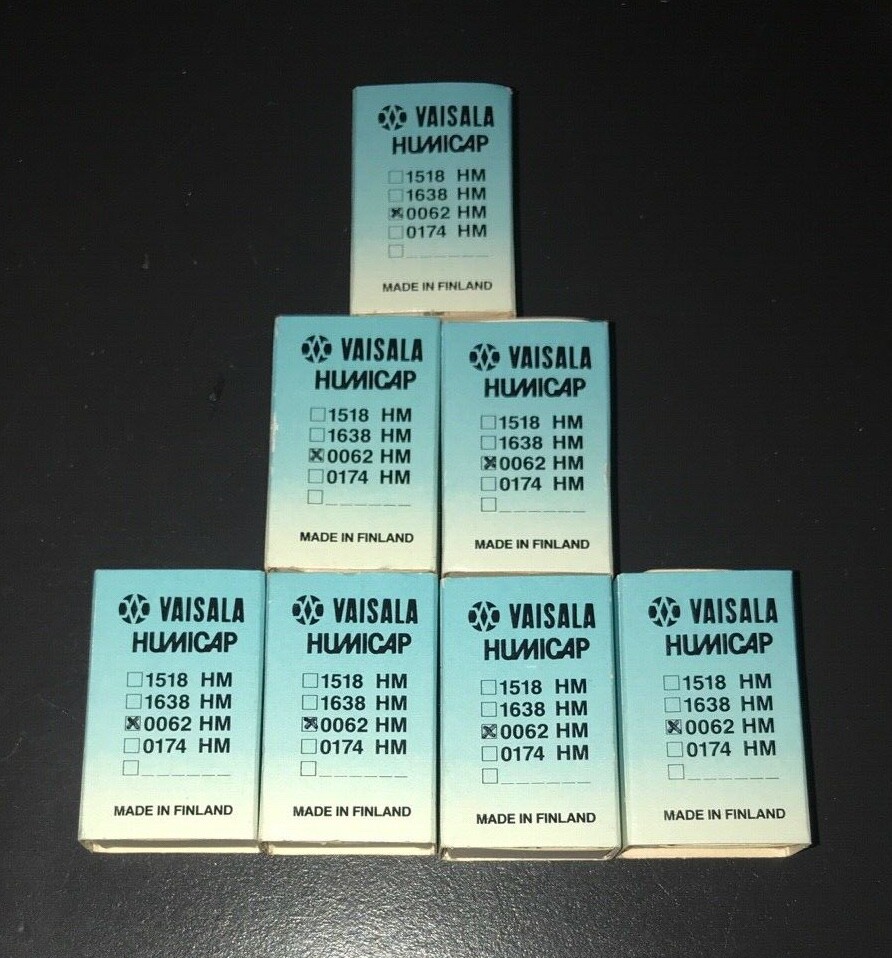 VAISALA
HUMICAP
☐1518 HM
☐1638 HM
☒0062 HM
☐0174 HM
☐_ _ _ _ _ _
MADE IN FINLAND
VAISALA
HUMICAP
☐1518 HM
☐1638 HM
☒0062 HM
☐0174 HM
☐_ _ _ _ _ _
MADE IN FINLAND
VAISALA
HUMICAP
☐1518 HM
☐1638 HM
☒0062 HM
☐0174 HM
☐_ _ _ _ _ _
MADE IN FINLAND
VAISALA
HUMICAP
☐1518 HM
☐1638 HM
☒0062 HM
☐0174 HM
☐_ _ _ _ _ _
MADE IN FINLAND
VAISALA
HUMICAP
☐1518 HM
☐1638 HM
☒0062 HM
☐0174 HM
☐_ _ _ _ _ _
MADE IN FINLAND
VAISALA
HUMICAP
☐1518 HM
☐1638 HM
☒0062 HM
☐0174 HM
☐_ _ _ _ _ _
MADE IN FINLAND
VAISALA
HUMICAP
☐1518 HM
☐1638 HM
☒0062 HM
☐0174 HM
☐_ _ _ _ _ _
MADE IN FINLAND